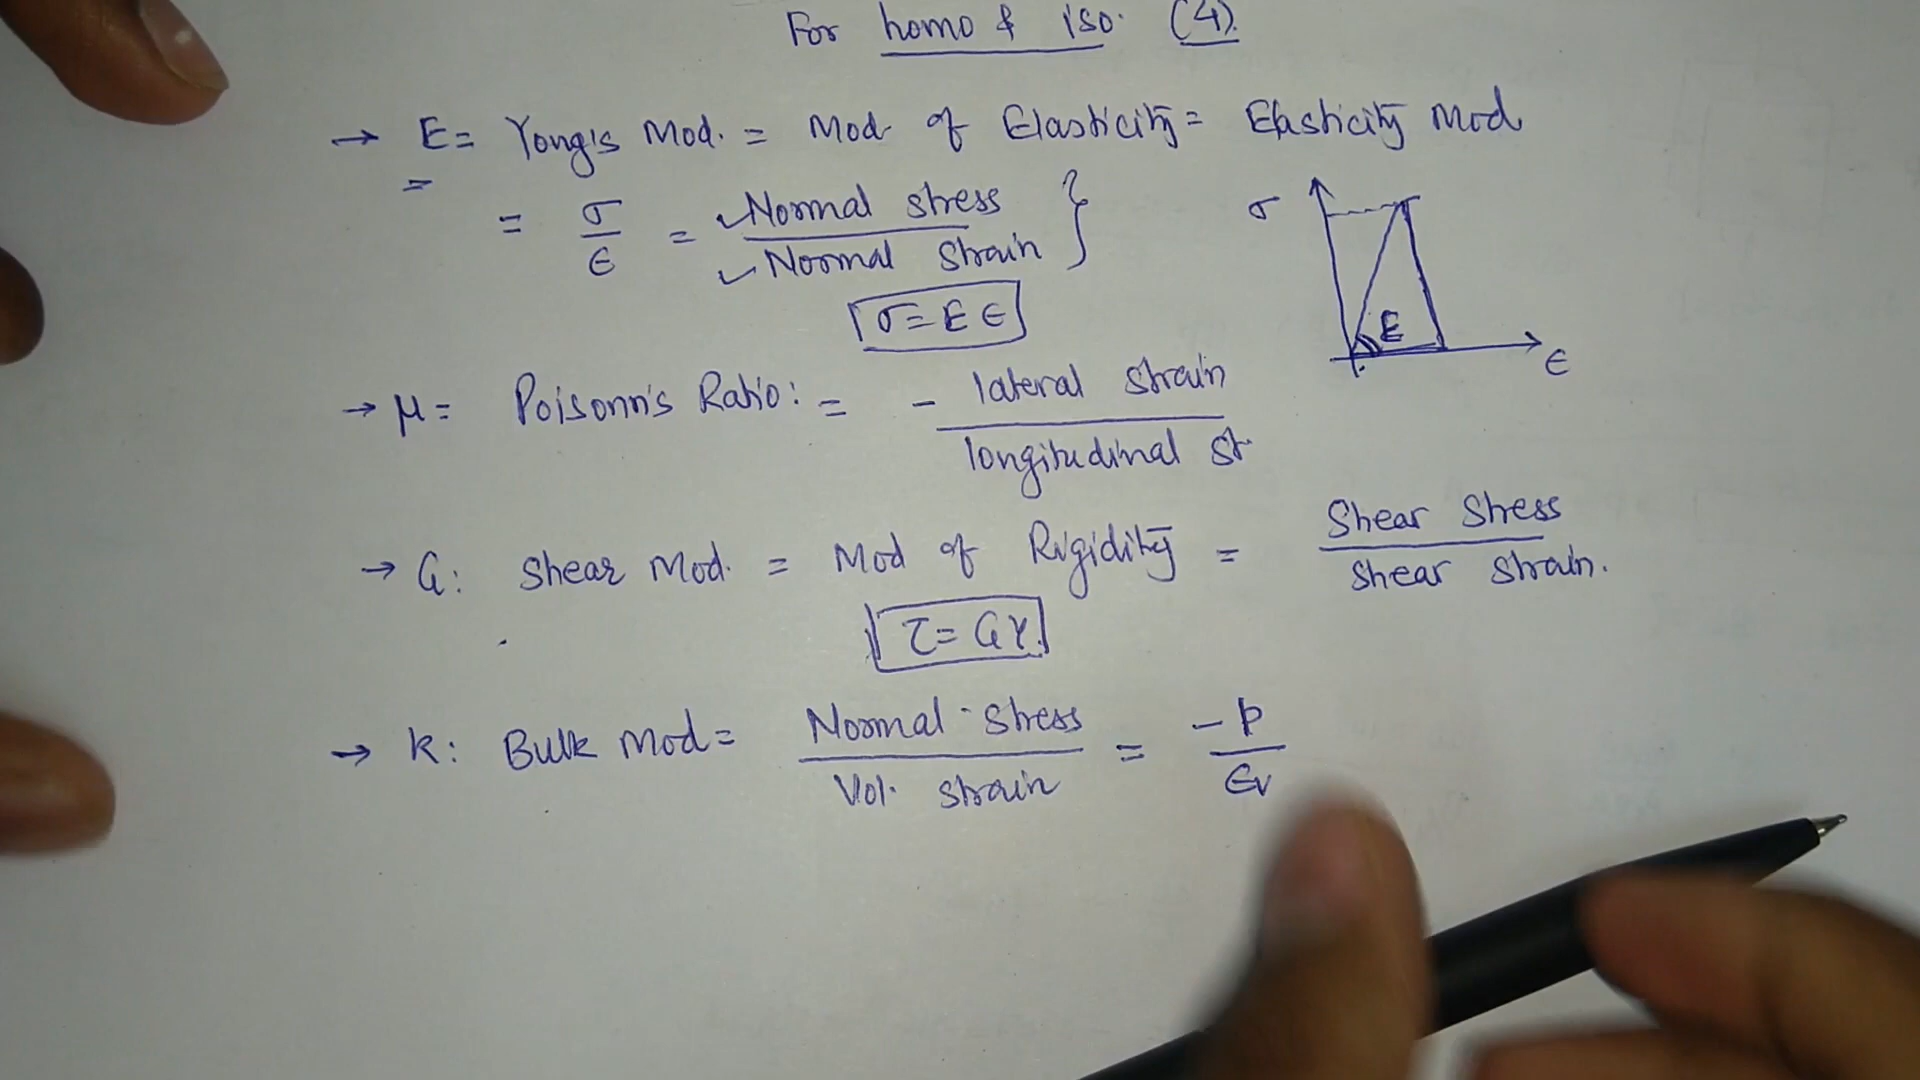 For homo & iso. (4).
→ E = Yong's Mod. = Mod of Elasticity = Elasticity Mod
= σ/ϵ = Normal stress / Normal strain }
σ = E ϵ
σ
E
ϵ
→ μ = Poisonn's Ratio: = - lateral strain / longitudinal st
→ G: Shear Mod. = Mod of Rigidity = Shear Stress / Shear Strain.
τ = Gγ.
→ K: Bulk Mod = Normal Stress / Vol. strain = -p / ϵv